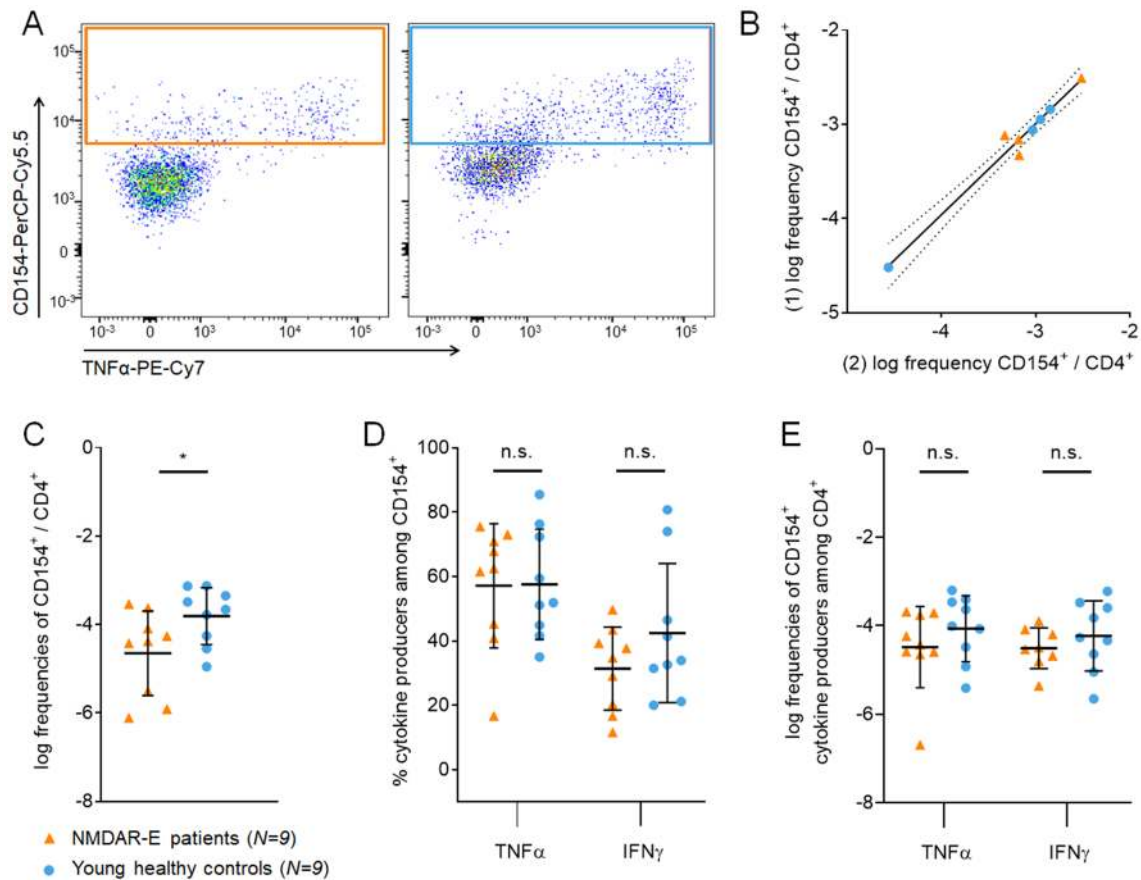 A
B
CD154-PerCP-Cy5.5
10⁵
10⁴
10³
0
10⁻³
10⁻³ 0 10³ 10⁴ 10⁵
10⁻³ 0 10³ 10⁴ 10⁵
TNFα-PE-Cy7
(1) log frequency CD154⁺ / CD4⁺
-2
-3
-4
-5
-4 -3 -2
(2) log frequency CD154⁺ / CD4⁺
C
log frequencies of CD154⁺ / CD4⁺
0
-2
-4
-6
-8
*
D
% cytokine producers among CD154⁺
100
80
60
40
20
0
n.s. n.s.
TNFα IFNγ
E
log frequencies of CD154⁺
cytokine producers among CD4⁺
0
-2
-4
-6
-8
n.s. n.s.
TNFα IFNγ
NMDAR-E patients (N=9)
Young healthy controls (N=9)